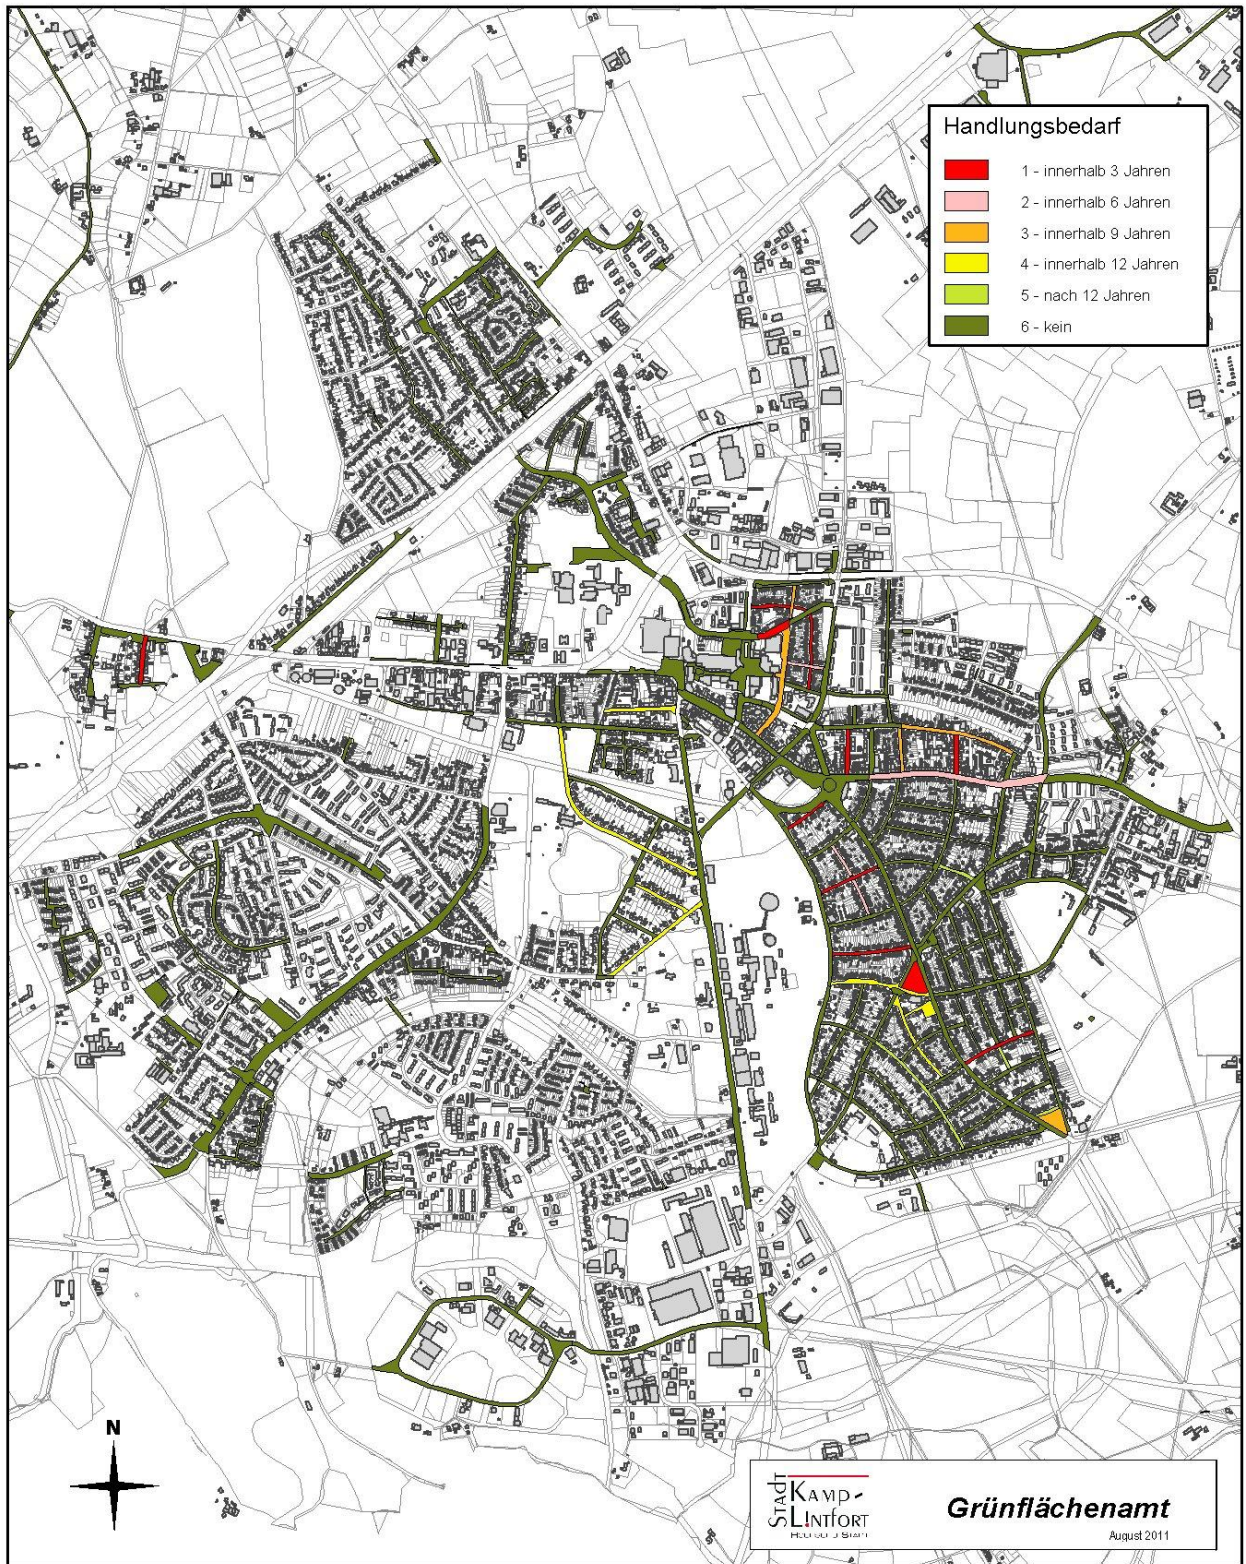 Handlungsbedarf
1 - innerhalb 3 Jahren
2 - innerhalb 6 Jahren
3 - innerhalb 9 Jahren
4 - innerhalb 12 Jahren
5 - nach 12 Jahren
6 - kein
N
STADT
KAMP-
LINTFORT
Grünflächenamt
August 2011